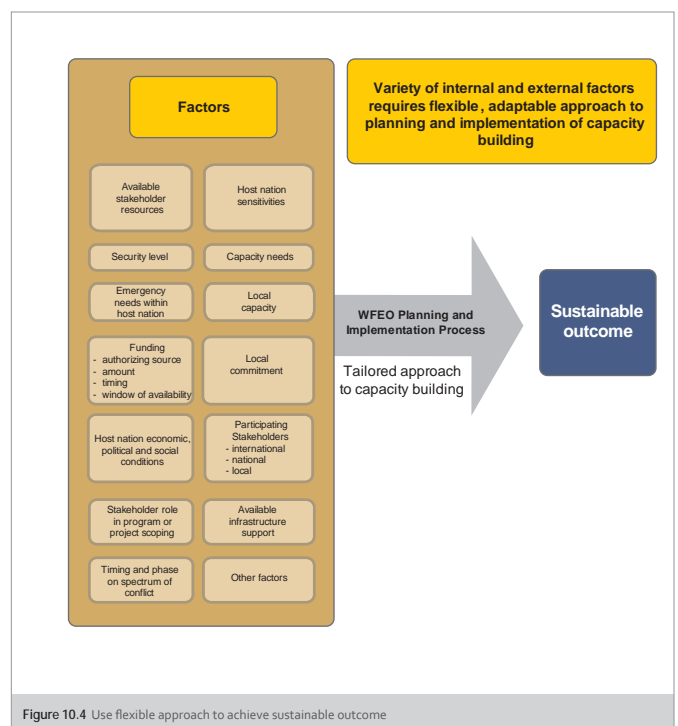 Factors
Variety of internal and external factors
requires flexible, adaptable approach to
planning and implementation of capacity
building
Available
stakeholder
resources
Host nation
sensitivities
Security level
Capacity needs
Emergency
needs within
host nation
Local
capacity
Funding
- authorizing source
- amount
- timing
- window of availability
Local
commitment
Host nation economic,
political and social
conditions
Participating
Stakeholders
- international
- national
- local
Stakeholder role
in program or
project scoping
Available
infrastructure
support
Timing and phase
on spectrum of
conflict
Other factors
WFEO Planning and
Implementation Process
Tailored approach
to capacity building
Sustainable
outcome
Figure 10.4 Use flexible approach to achieve sustainable outcome